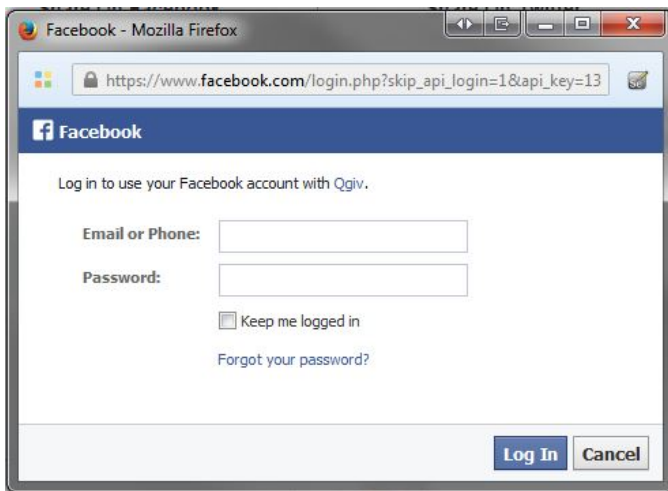 Facebook - Mozilla Firefox
https://www.facebook.com/login.php?skip_api_login=1&api_key=13
Facebook
Log in to use your Facebook account with Qgiv.
Email or Phone:
Password:
Keep me logged in
Forgot your password?
Log In Cancel